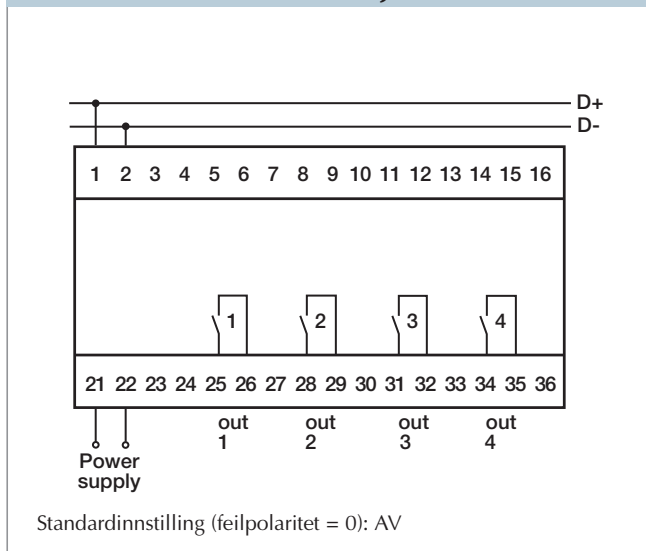 D+
D-
1 2 3 4 5 6 7 8 9 10 11 12 13 14 15 16
1 2 3 4
21 22 23 24 25 26 27 28 29 30 31 32 33 34 35 36
out out out out
1 2 3 4
Power
supply
Standardinnstilling (feilpolaritet = 0): AV